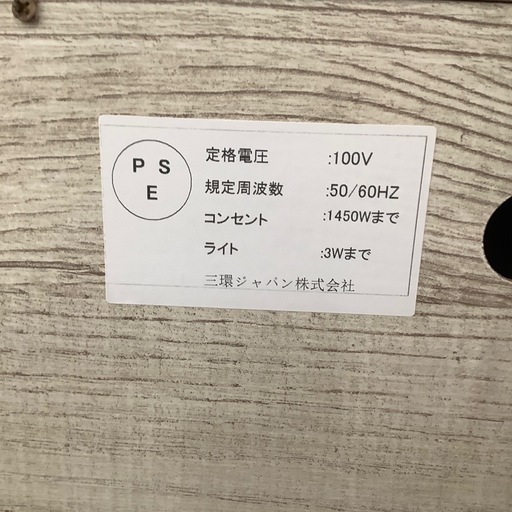 P S
E
定格電圧 :100V
規定周波数 :50/60HZ
コンセント :1450Wまで
ライト :3Wまで
三環ジャパン株式会社